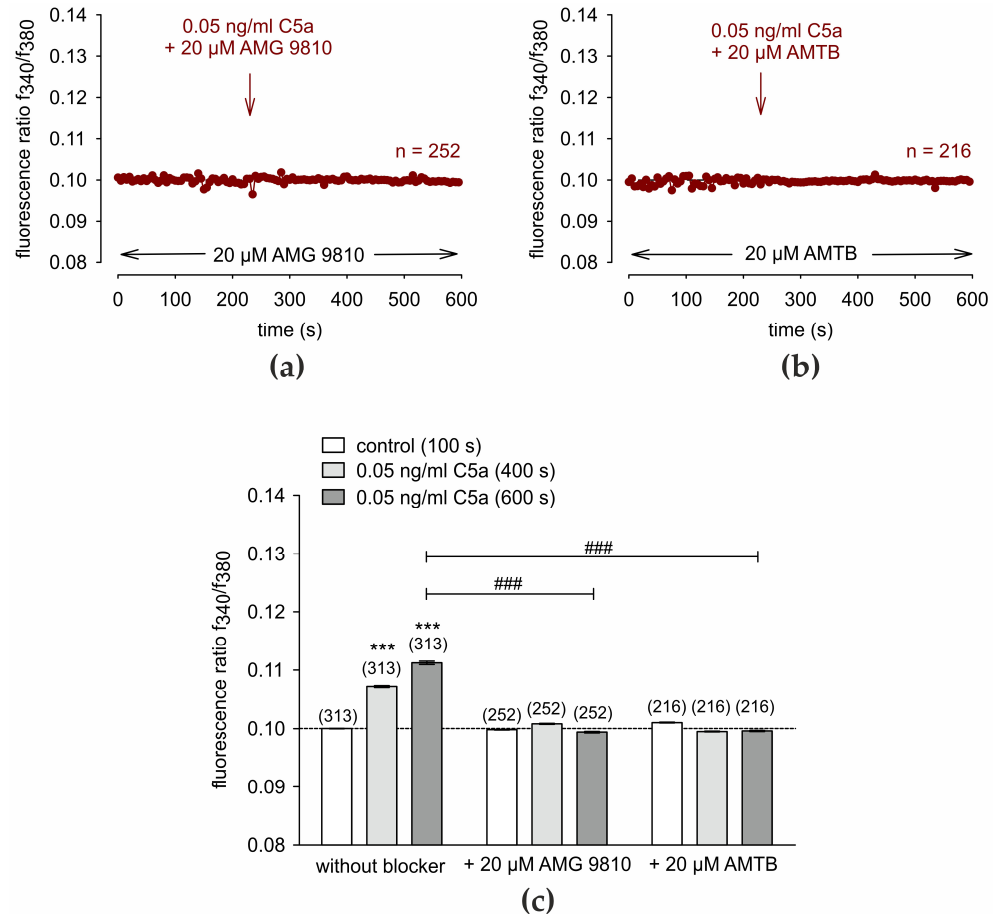 fluorescence ratio f340/f380
0.14
0.13
0.12
0.11
0.10
0.09
0.08
0.05 ng/ml C5a
+ 20 µM AMG 9810
n = 252
20 µM AMG 9810
0 100 200 300 400 500 600
time (s)
(a)
fluorescence ratio f340/f380
0.14
0.13
0.12
0.11
0.10
0.09
0.08
0.05 ng/ml C5a
+ 20 µM AMTB
n = 216
20 µM AMTB
0 100 200 300 400 500 600
time (s)
(b)
control (100 s)
0.05 ng/ml C5a (400 s)
0.05 ng/ml C5a (600 s)
fluorescence ratio f340/f380
0.14
0.13
0.12
0.11
0.10
0.09
0.08
###
###
***
***
(313)
(313)
(313)
(252) (252) (252)
(216) (216) (216)
without blocker + 20 µM AMG 9810 + 20 µM AMTB
(c)